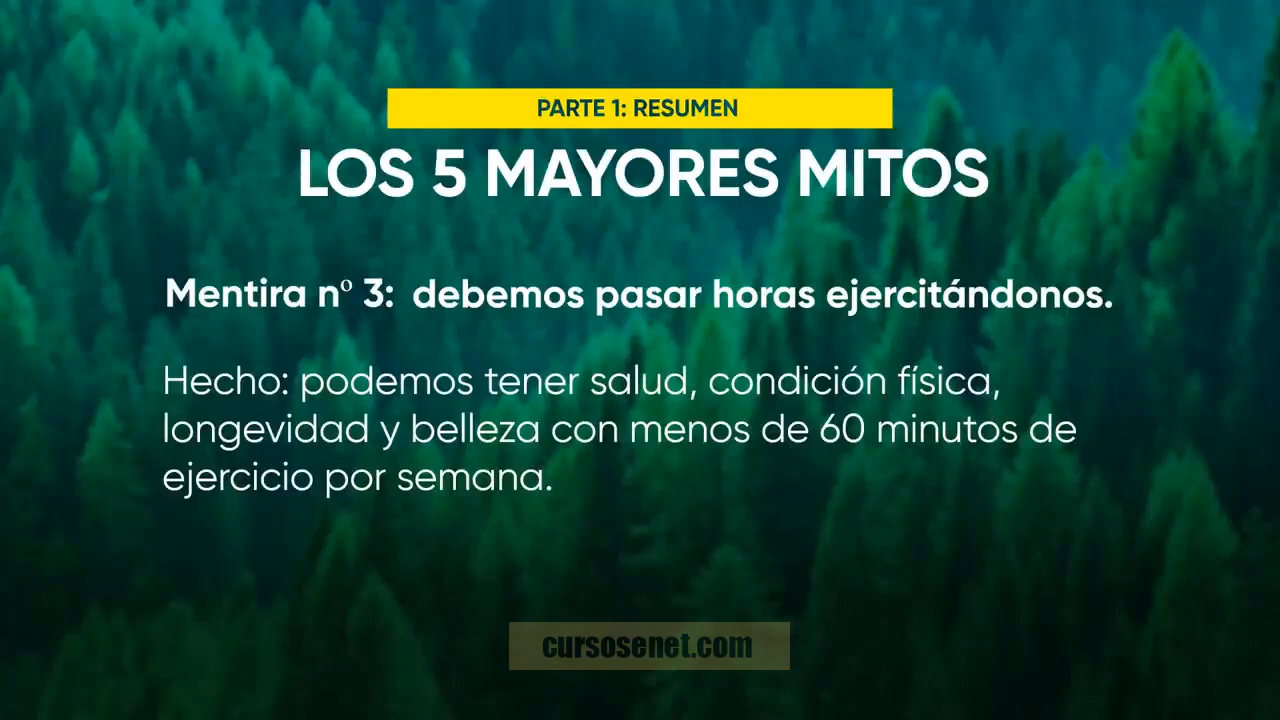 PARTE 1: RESUMEN
LOS 5 MAYORES MITOS
Mentira nº 3: debemos pasar horas ejercitándonos.
Hecho: podemos tener salud, condición física,
longevidad y belleza con menos de 60 minutos de
ejercicio por semana.
cursosenet.com